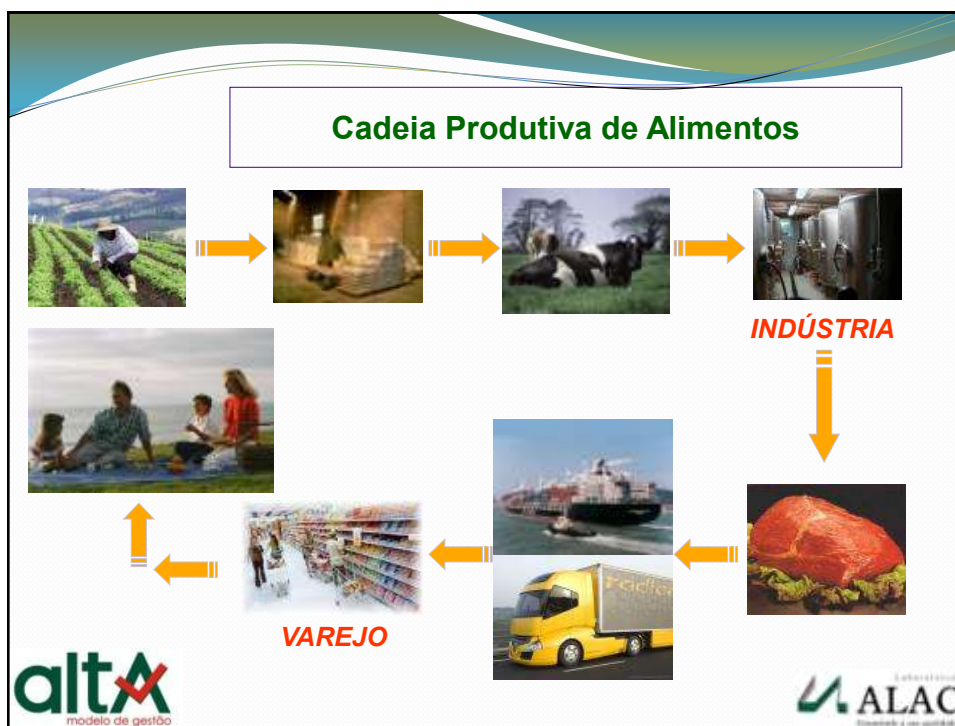 Cadeia Produtiva de Alimentos
INDÚSTRIA
VAREJO
altA
modelo de gestão
ALAC